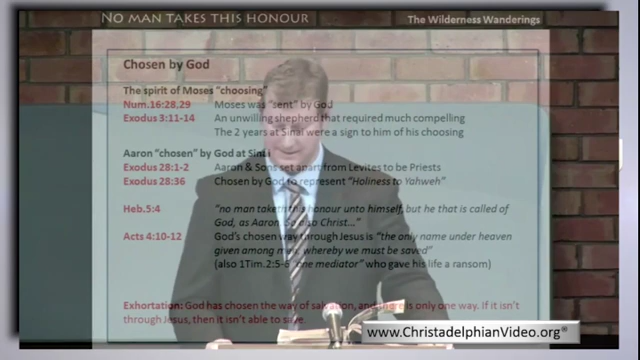 No man takes this honour
The Wilderness Wanderings
Chosen by God
The spirit of Moses "choosing"
Num.16:28,29 Moses was "sent" by God
Exodus 3:11-14 An unwilling shepherd that required much compelling
The 2 years at Sinai were a sign to him of his choosing
Aaron "chosen" by God at Sinai
Exodus 28:1-2 Aaron & Sons set apart from Levites to be Priests
Exodus 28:36 Chosen by God to represent "Holiness to Yahweh"
Heb.5:4 "no man taketh this honour unto himself, but he that is called of
God, as Aaron. So also Christ..."
Acts 4:10-12 God's chosen way through Jesus is "the only name under heaven
given among men, whereby we must be saved"
(also 1Tim.2:5-6 "one mediator" who gave his life a ransom)
Exhortation: God has chosen the way of salvation, and there is only one way. If it isn't
through Jesus, then it isn't able to save.
www.ChristadelphianVideo.org®